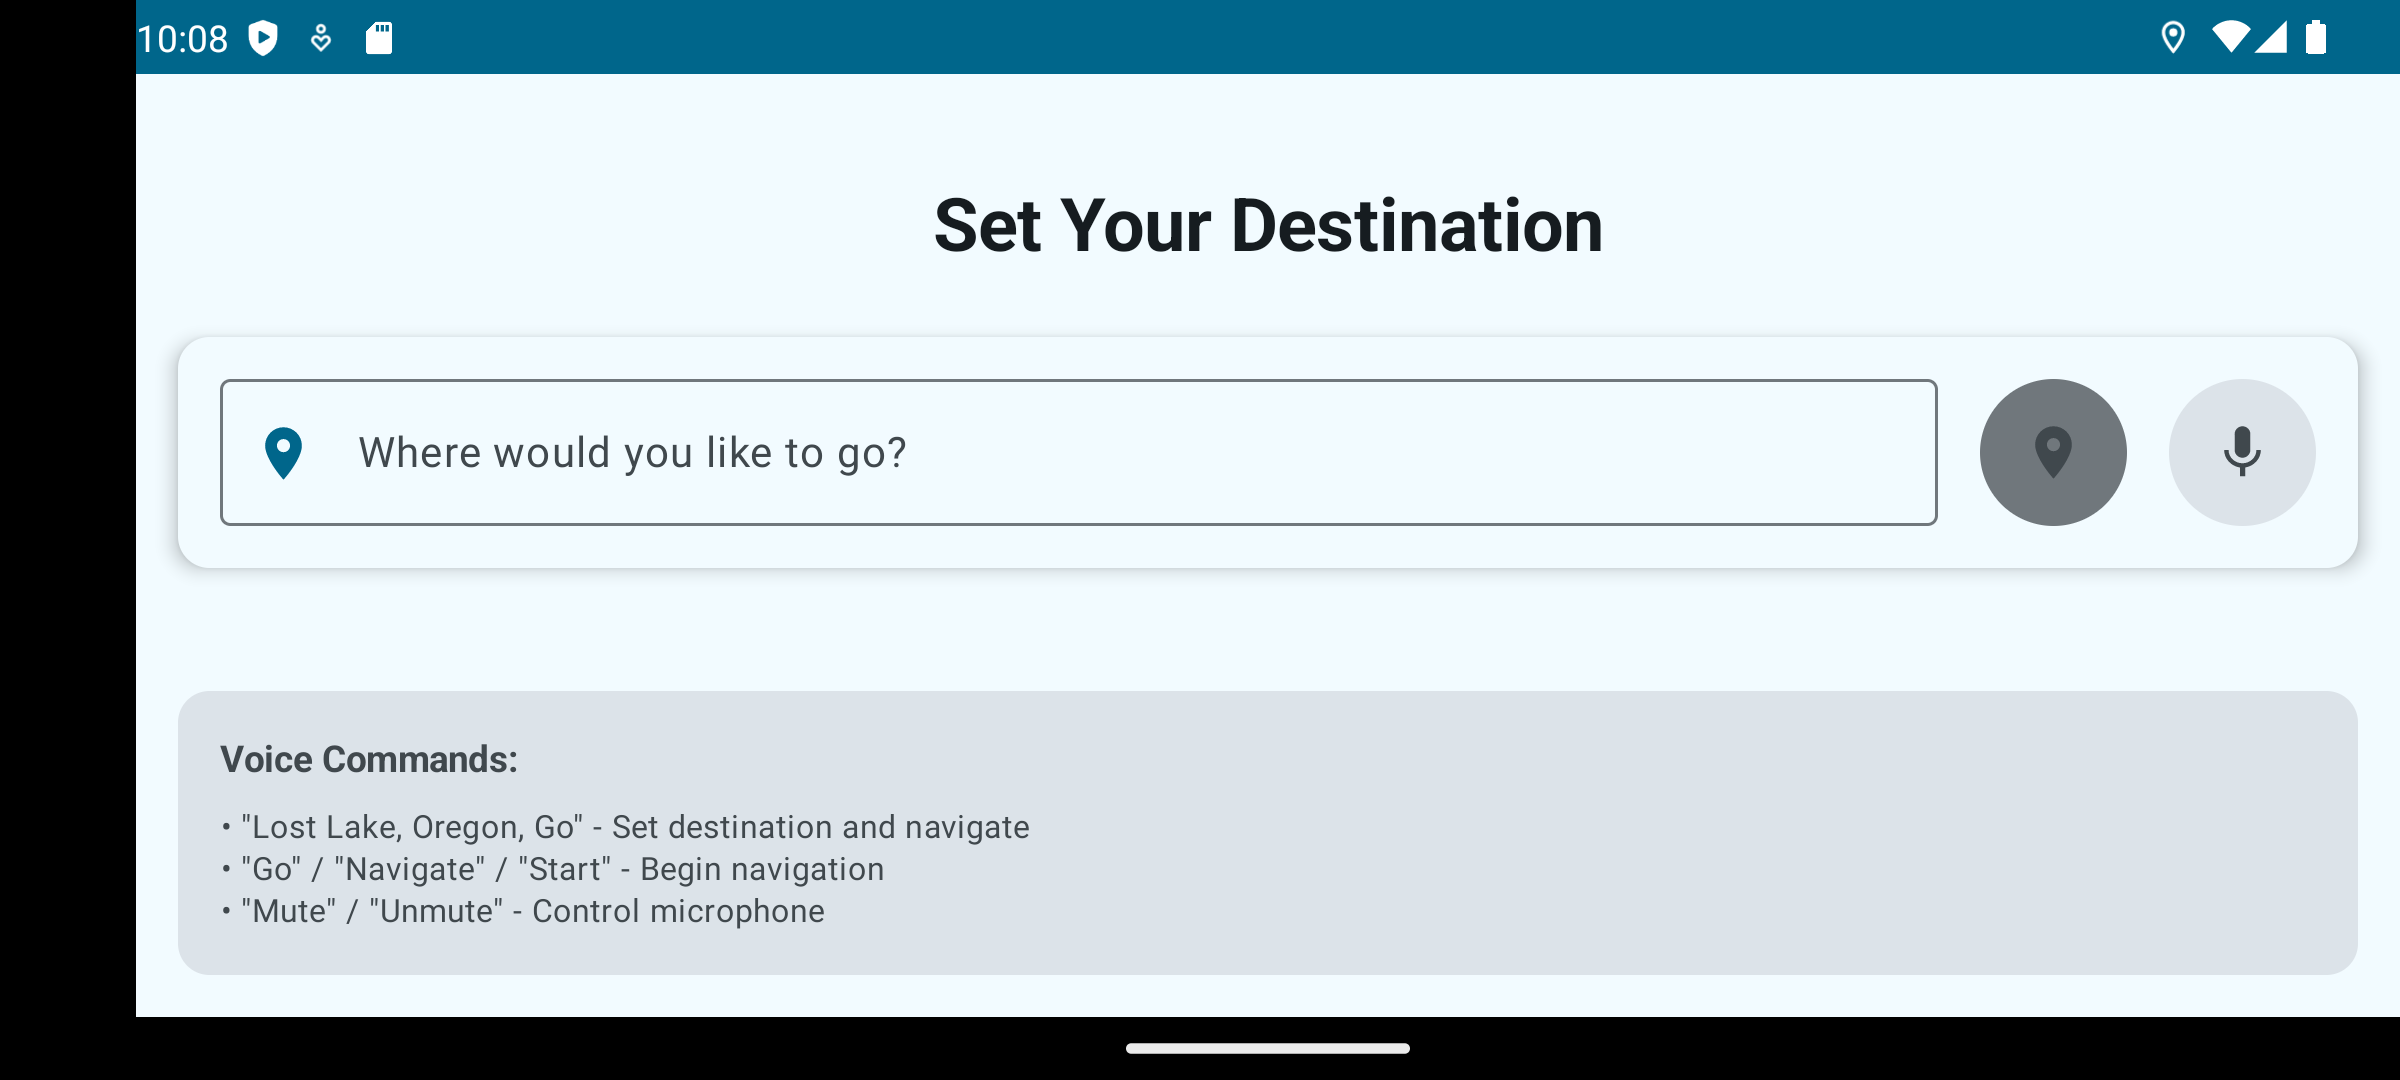 10:08
Set Your Destination
Where would you like to go?
Voice Commands:
• "Lost Lake, Oregon, Go" - Set destination and navigate
• "Go" / "Navigate" / "Start" - Begin navigation
• "Mute" / "Unmute" - Control microphone